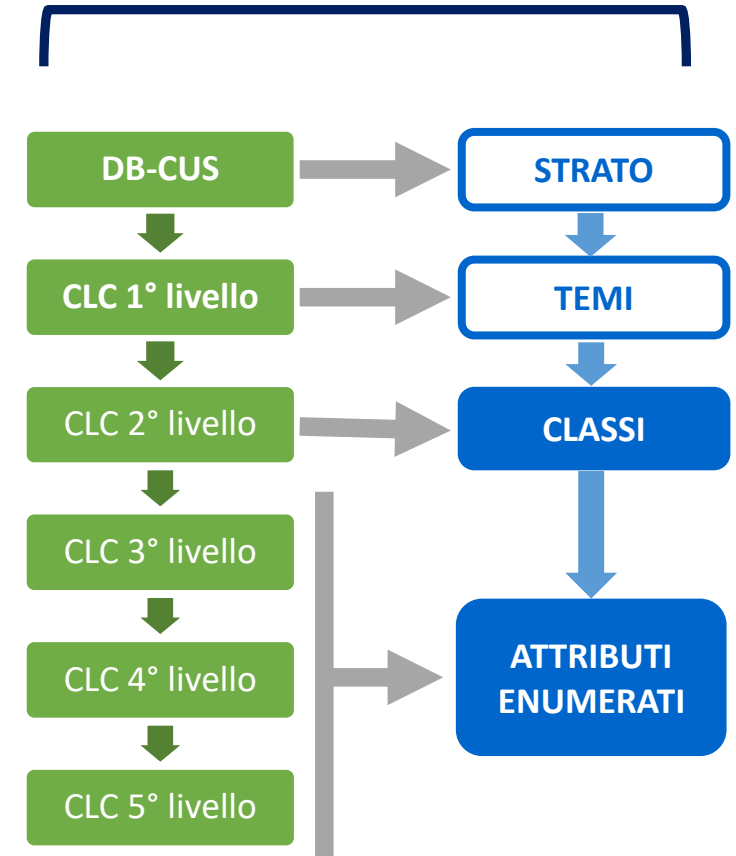 DB-CUS
STRATO
CLC 1° livello
TEMI
CLC 2° livello
CLASSI
CLC 3° livello
CLC 4° livello
ATTRIBUTI
ENUMERATI
CLC 5° livello